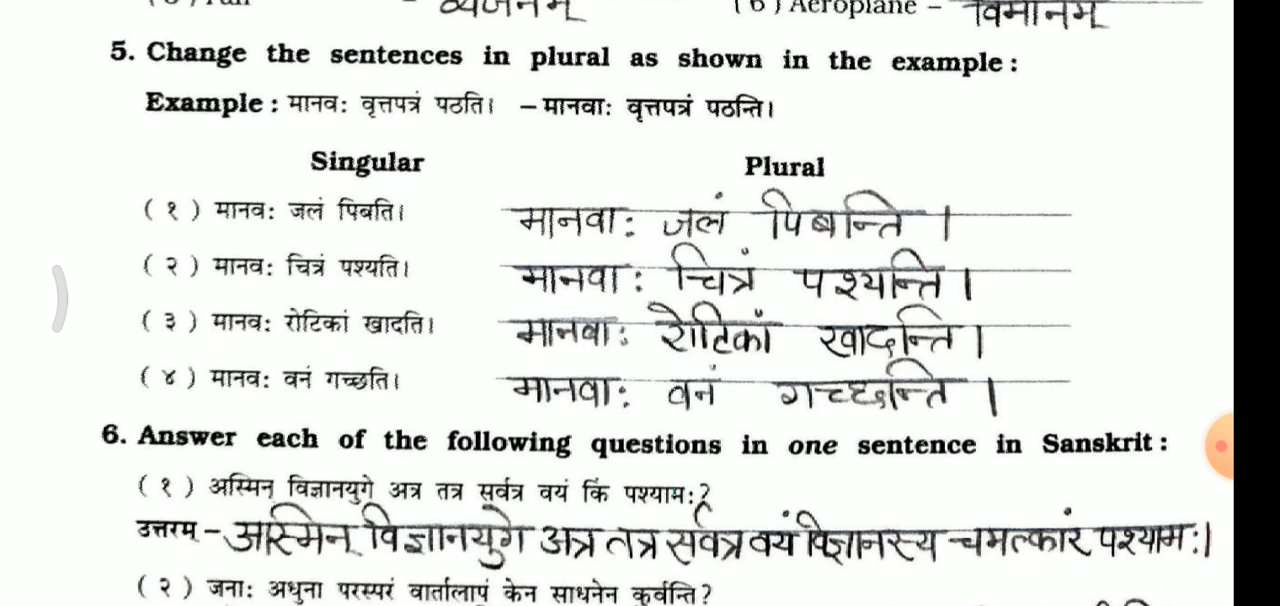 व्यजनम् (6) Aeroplane - विमानम्
5. Change the sentences in plural as shown in the example :
Example : मानवः वृत्तपत्रं पठति। – मानवाः वृत्तपत्रं पठन्ति।
Singular Plural
( १ ) मानवः जलं पिबति। मानवाः जलं पिबन्ति ।
( २ ) मानवः चित्रं पश्यति। मानवाः चित्रं पश्यन्ति ।
( ३ ) मानवः रोटिकां खादति। मानवाः रोटिकां खादन्ति ।
( ४ ) मानवः वनं गच्छति। मानवाः वनं गच्छन्ति ।
6. Answer each of the following questions in one sentence in Sanskrit :
( १ ) अस्मिन् विज्ञानयुगे अत्र तत्र सर्वत्र वयं किं पश्यामः?
उत्तरम् – अस्मिन् विज्ञानयुगे अत्र तत्र सर्वत्र वयं विज्ञानस्य चमत्कारं पश्यामः।
( २ ) जनाः अधुना परस्परं वार्तालापं केन साधनेन कुर्वन्ति?